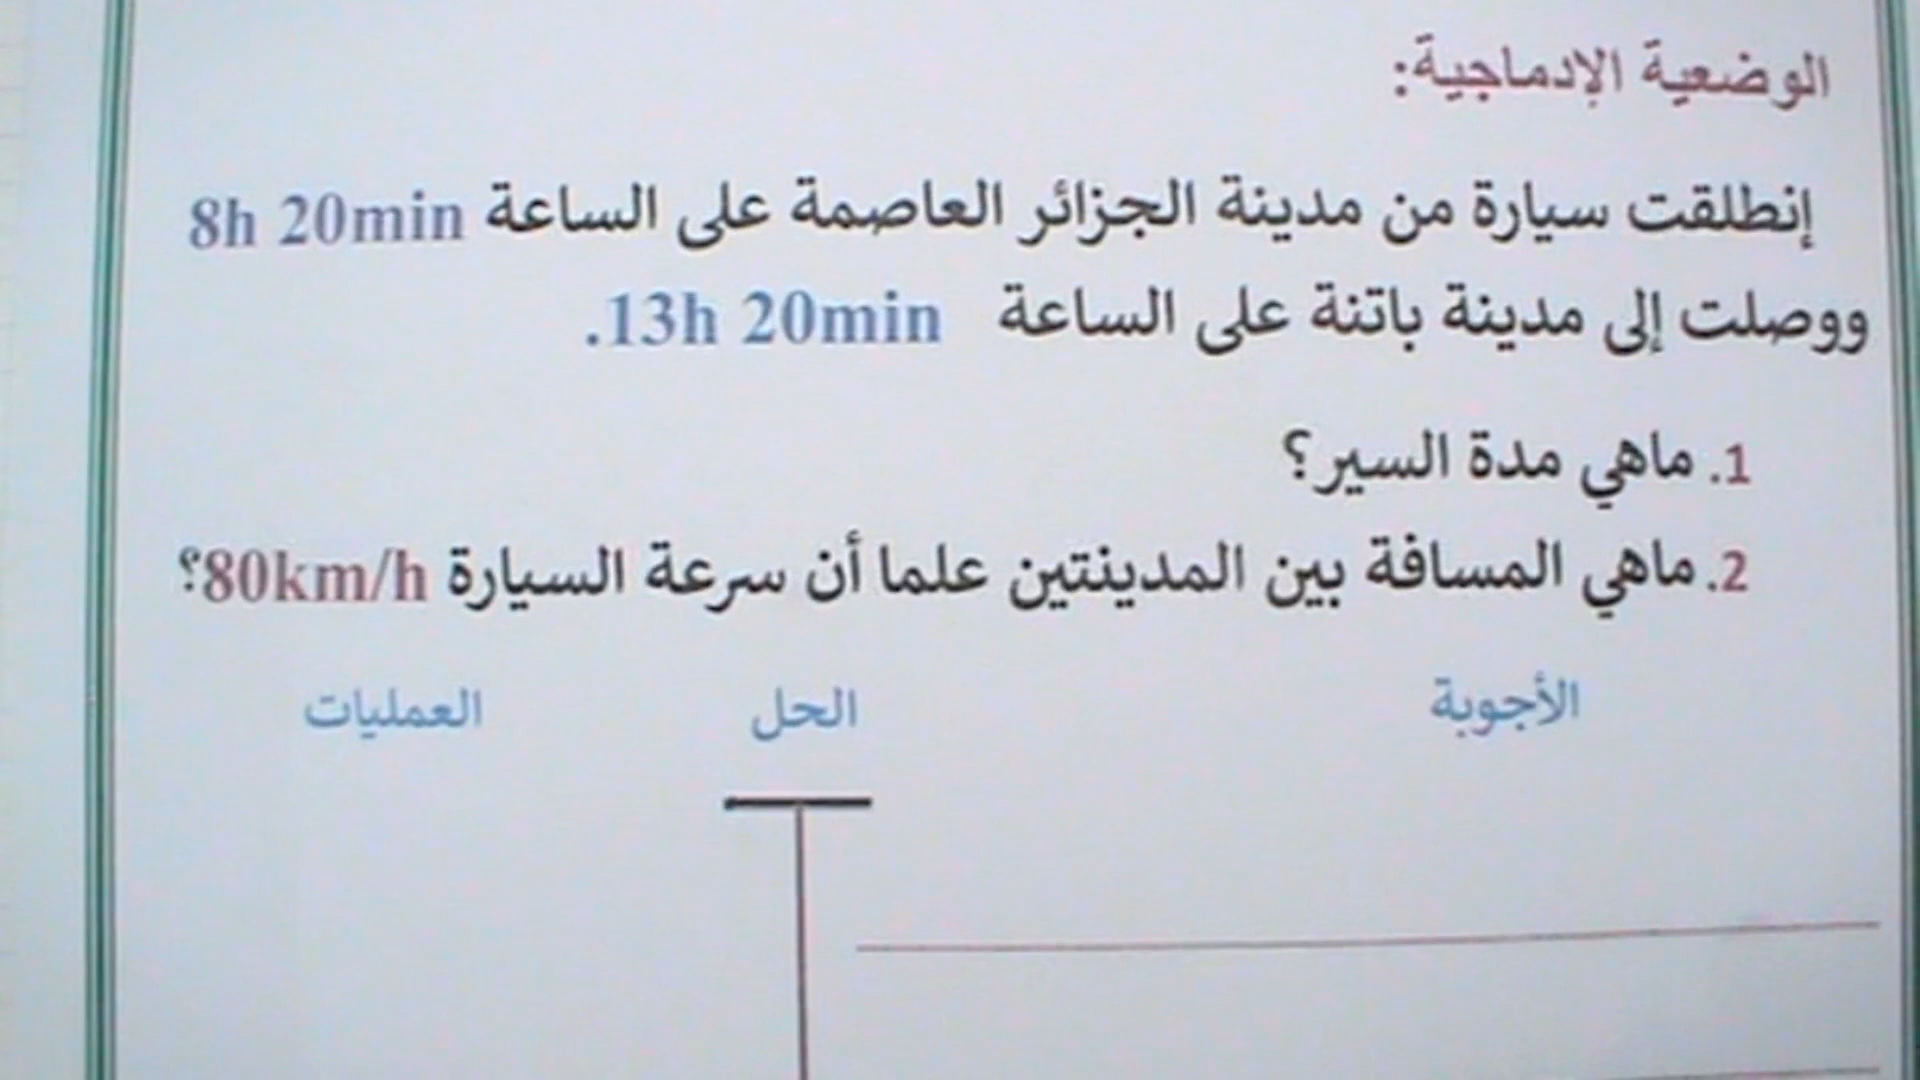 الوضعية الإدماجية:
إنطلقت سيارة من مدينة الجزائر العاصمة على الساعة 8h 20min
ووصلت إلى مدينة باتنة على الساعة 13h 20min.
1. ماهي مدة السير؟
2. ماهي المسافة بين المدينتين علما أن سرعة السيارة 80km/h؟
الأجوبة الحل العمليات